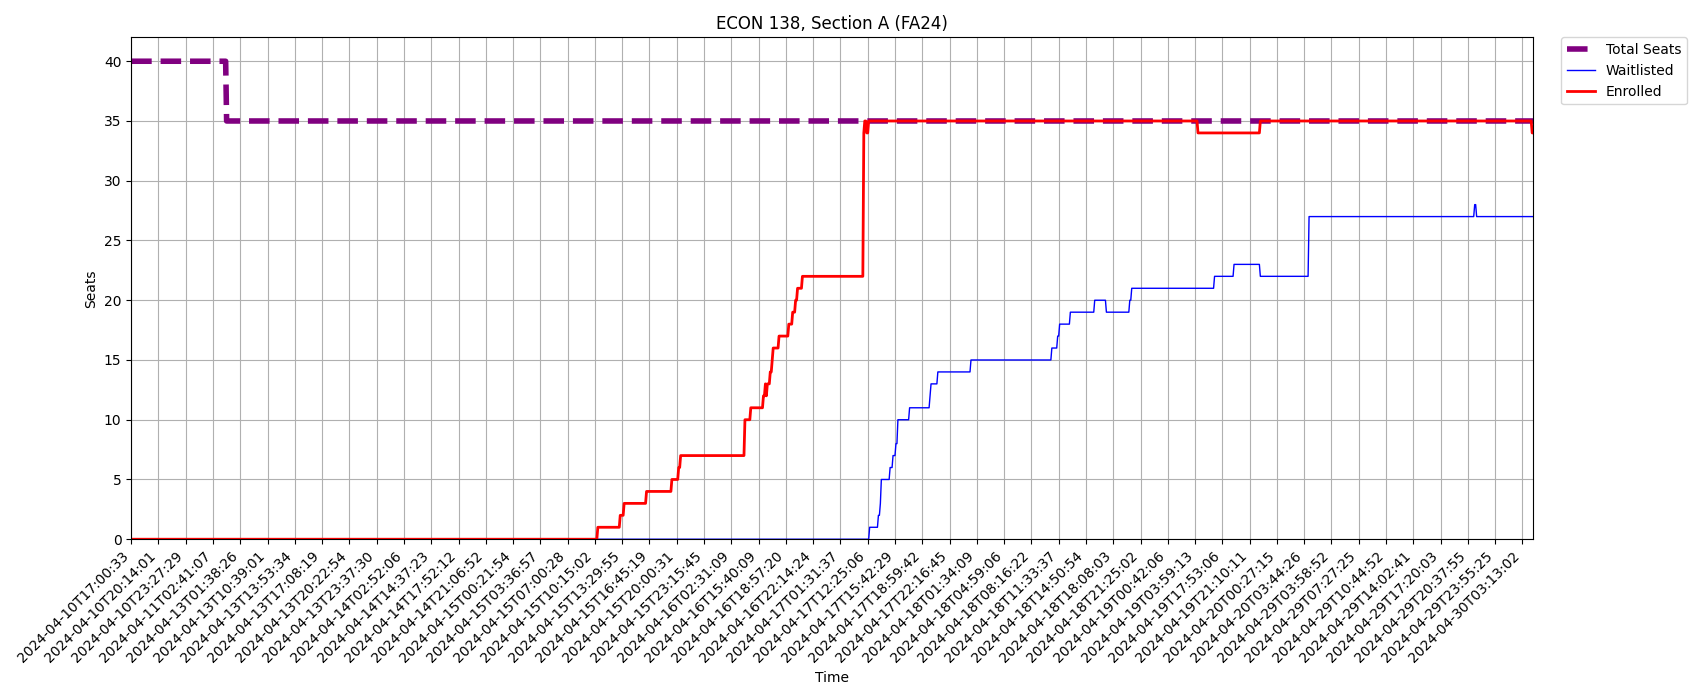 ECON 138, Section A (FA24)
Total Seats
Waitlisted
Enrolled
40
35
30
25
20
15
10
5
0
Seats
2024-04-10T17:00:33
2024-04-10T20:14:01
2024-04-10T23:27:29
2024-04-11T02:41:07
2024-04-13T01:38:26
2024-04-13T10:39:01
2024-04-13T13:53:34
2024-04-13T17:08:19
2024-04-13T20:22:54
2024-04-13T23:37:30
2024-04-14T02:52:06
2024-04-14T14:37:23
2024-04-14T17:52:12
2024-04-14T21:06:52
2024-04-15T00:21:54
2024-04-15T03:36:57
2024-04-15T07:00:28
2024-04-15T10:15:02
2024-04-15T13:29:55
2024-04-15T16:45:19
2024-04-15T20:00:31
2024-04-15T23:15:45
2024-04-16T02:31:09
2024-04-16T15:40:09
2024-04-16T18:57:20
2024-04-16T22:14:24
2024-04-17T01:31:37
2024-04-17T12:25:06
2024-04-17T15:42:29
2024-04-17T18:59:42
2024-04-17T22:16:45
2024-04-18T01:34:09
2024-04-18T04:59:06
2024-04-18T08:16:22
2024-04-18T11:33:37
2024-04-18T14:50:54
2024-04-18T18:08:03
2024-04-18T21:25:02
2024-04-19T00:42:06
2024-04-19T03:59:13
2024-04-19T17:53:06
2024-04-19T21:10:11
2024-04-20T00:27:15
2024-04-20T03:44:26
2024-04-29T03:58:52
2024-04-29T07:27:25
2024-04-29T10:44:52
2024-04-29T14:02:41
2024-04-29T17:20:03
2024-04-29T20:37:55
2024-04-29T23:55:25
2024-04-30T03:13:02
Time